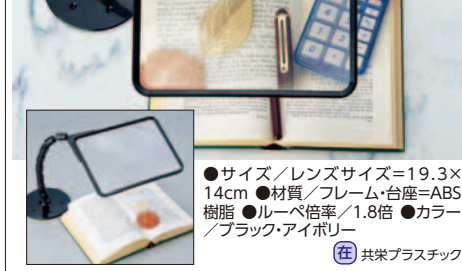 ●サイズ／レンズサイズ=19.3×
14cm ●材質／フレーム・台座=ABS
樹脂 ●ルーペ倍率／1.8倍 ●カラー
／ブラック・アイボリー
在 共栄プラスチック